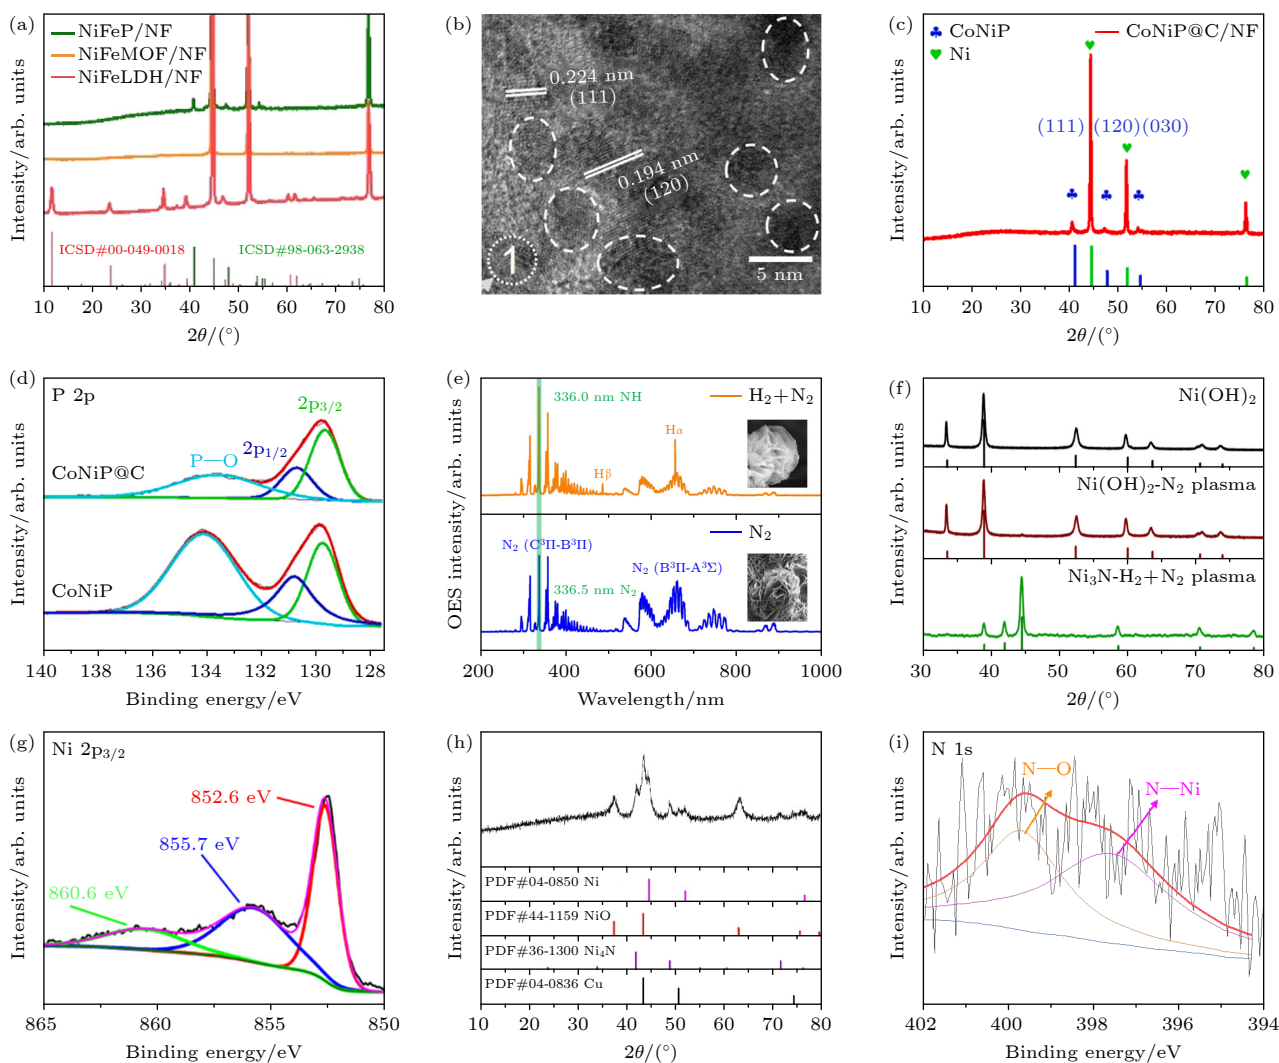 (a)
NiFeP/NF
NiFeMOF/NF
NiFeLDH/NF
ICSD#00-049-0018
ICSD#98-063-2938
Intensity/arb. units
10 20 30 40 50 60 70 80
2θ/(°)
(b)
0.224 nm
(111)
0.194 nm
(120)
1
5 nm
(c)
CoNiP
CoNiP@C/NF
Ni
(111) (120)(030)
Intensity/arb. units
10 20 30 40 50 60 70 80
2θ/(°)
(d)
P 2p
2p3/2
2p1/2
P—O
CoNiP@C
CoNiP
Intensity/arb. units
140 137 134 131 128
Binding energy/eV
(e)
336.0 nm NH
H₂+N₂
Hα
Hβ
N₂
N₂ (C³Π-B³Π)
N₂ (B³Π-A³Σ)
336.5 nm N₂
OES intensity/arb. units
200 400 600 800 1000
Wavelength/nm
(f)
Ni(OH)₂
Ni(OH)₂-N₂ plasma
Ni₃N-H₂+N₂ plasma
Intensity/arb. units
30 40 50 60 70 80
2θ/(°)
(g)
Ni 2p3/2
852.6 eV
855.7 eV
860.6 eV
Intensity/arb. units
865 860 855 850
Binding energy/eV
(h)
PDF#04-0850 Ni
PDF#44-1159 NiO
PDF#36-1300 Ni₄N
PDF#04-0836 Cu
Intensity/arb. units
10 20 30 40 50 60 70 80
2θ/(°)
(i)
N 1s
N—O
N—Ni
Intensity/arb. units
402 400 398 396 394
Binding energy/eV